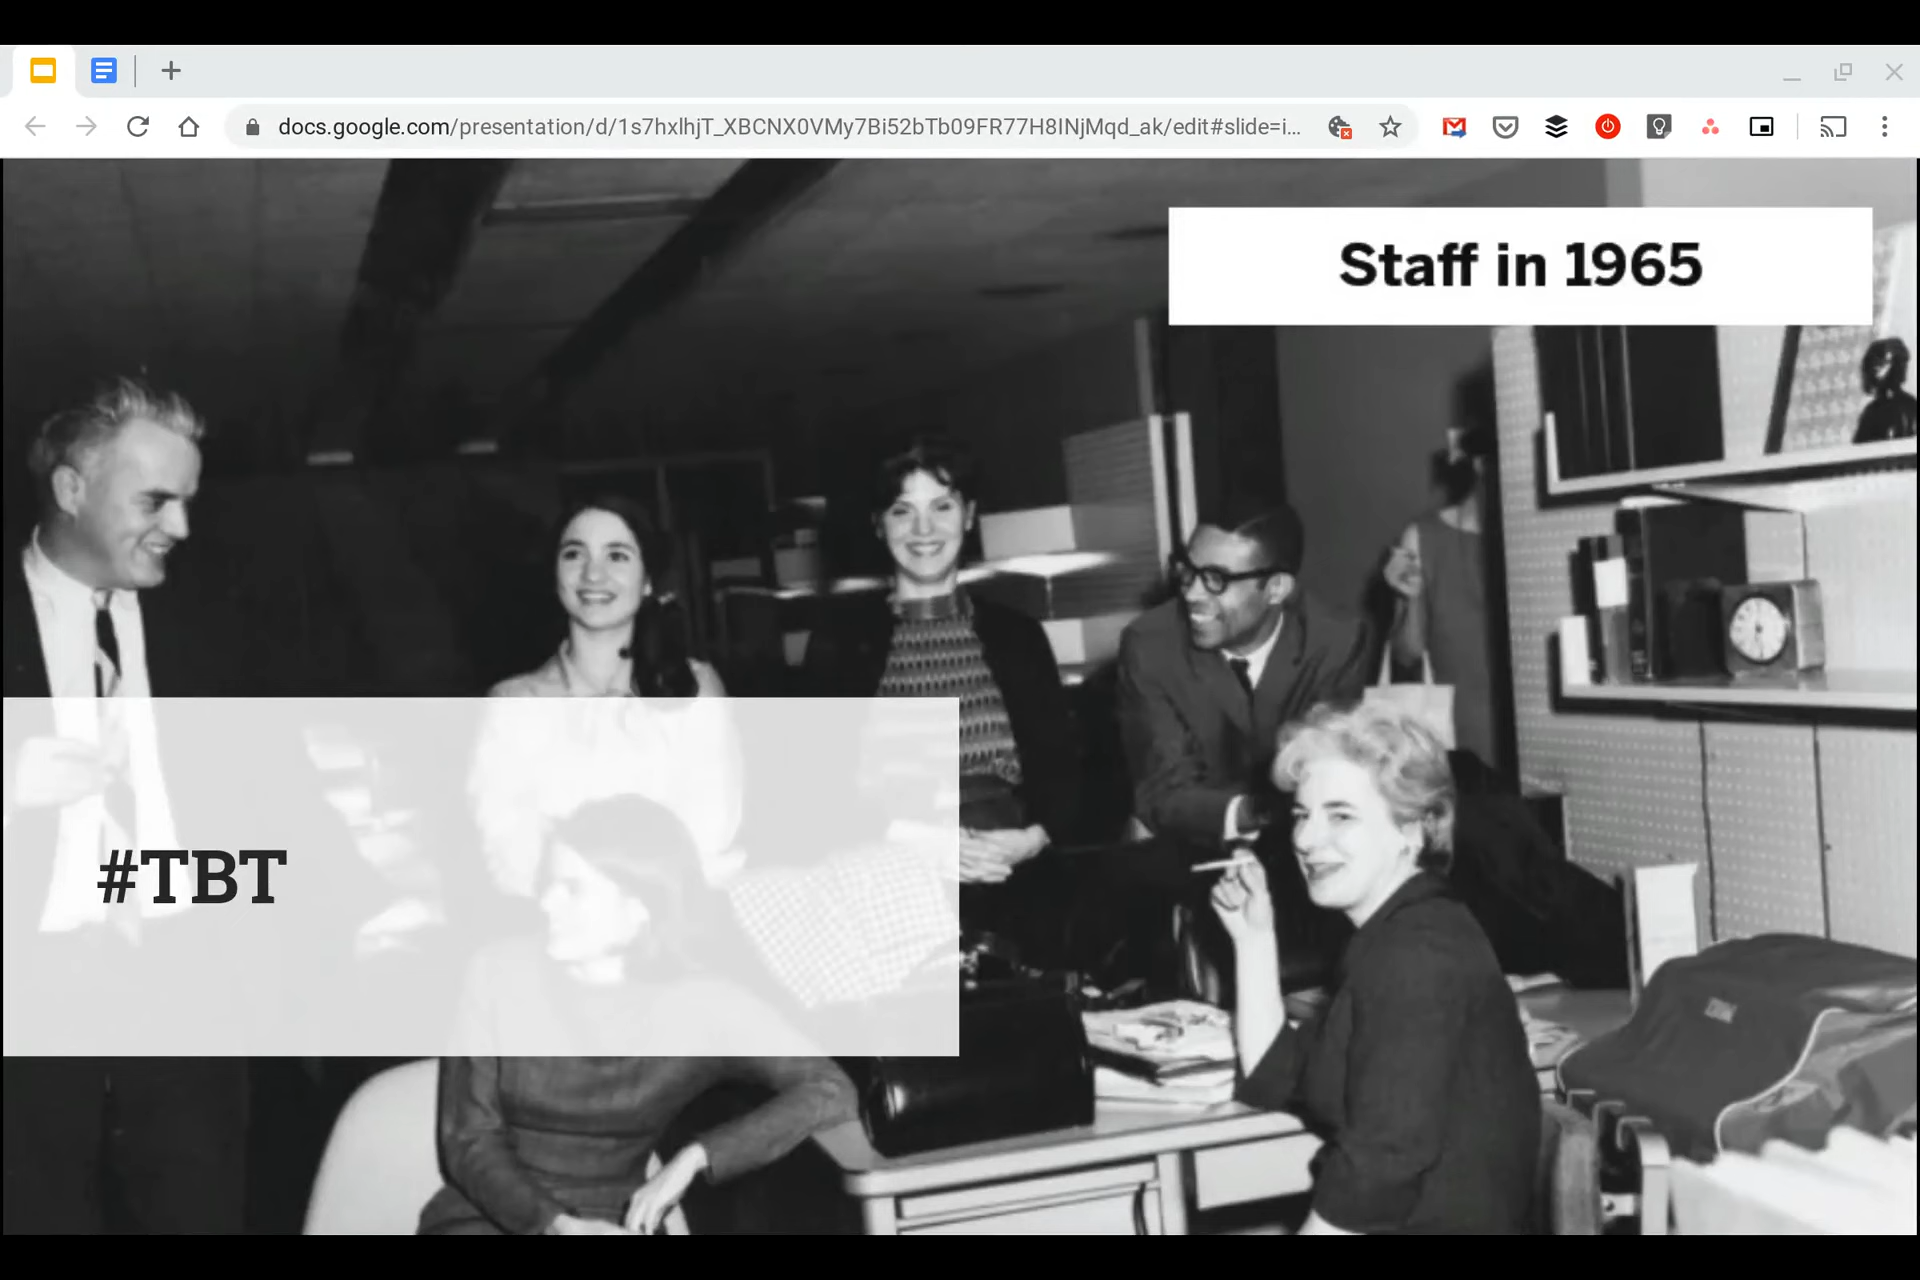 docs.google.com/presentation/d/1s7hxlhjT_XBCNX0VMy7Bi52bTb09FR77H8INjMqd_ak/edit#slide=i...
Staff in 1965
#TBT